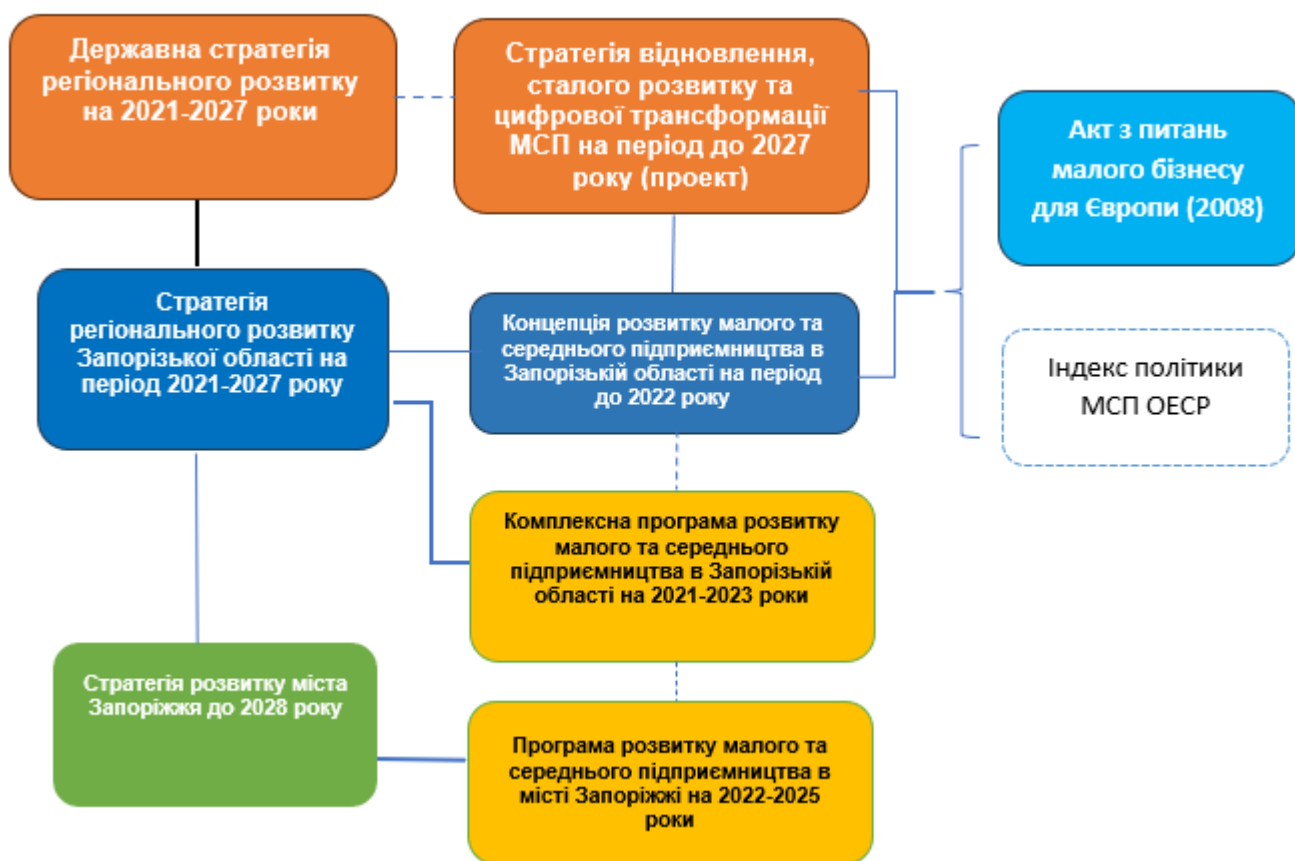 Державна стратегія
регіонального розвитку
на 2021-2027 роки
Стратегія відновлення,
сталого розвитку та
цифрової трансформації
МСП на період до 2027
року (проект)
Акт з питань
малого бізнесу
для Європи (2008)
Стратегія
регіонального розвитку
Запорізької області на
період 2021-2027 року
Концепція розвитку малого та
середнього підприємництва в
Запорізькій області на період
до 2022 року
Індекс політики
МСП ОЕСР
Комплексна програма розвитку
малого та середнього
підприємництва в Запорізькій
області на 2021-2023 роки
Стратегія розвитку міста
Запоріжжя до 2028 року
Програма розвитку малого та
середнього підприємництва в
місті Запоріжжі на 2022-2025
роки